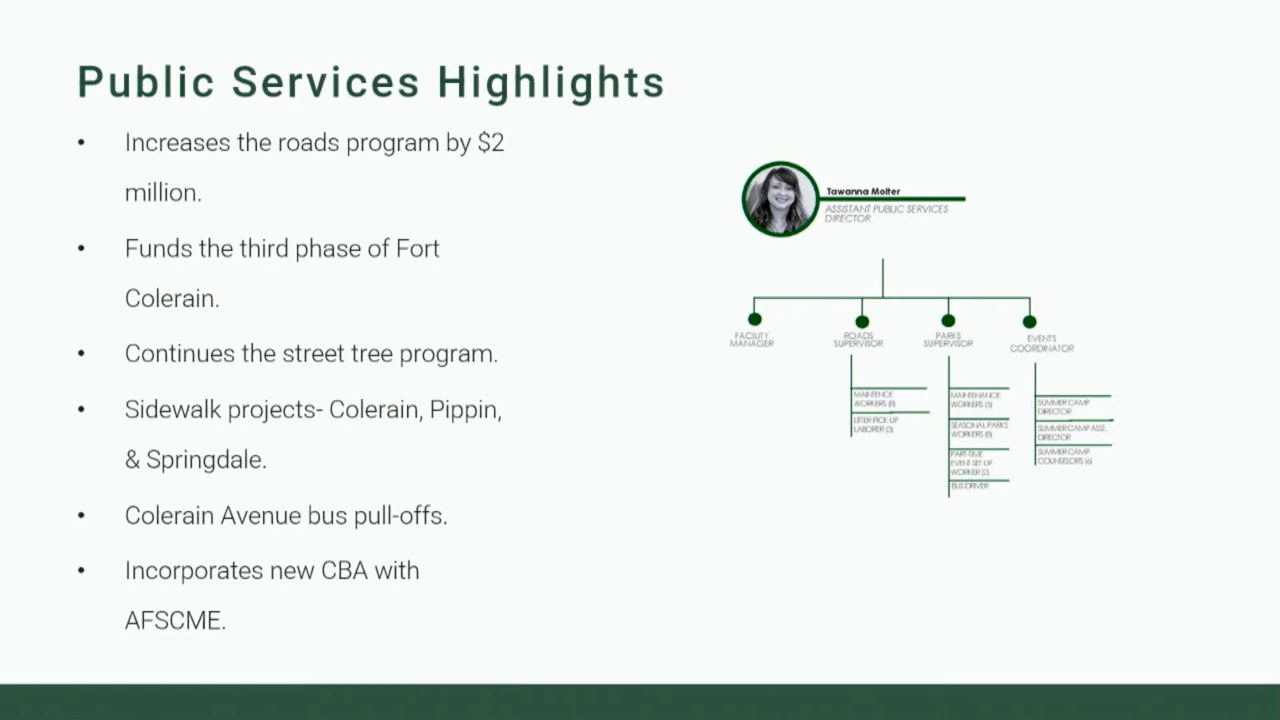 Public Services Highlights
• Increases the roads program by $2
million.
• Funds the third phase of Fort
Colerain.
• Continues the street tree program.
• Sidewalk projects- Colerain, Pippin,
& Springdale.
• Colerain Avenue bus pull-offs.
• Incorporates new CBA with
AFSCME.
Tawanna Molter
ASSISTANT PUBLIC SERVICES
DIRECTOR
FACILITY
MANAGER
ROADS
SUPERVISOR
PARKS
SUPERVISOR
EVENTS
COORDINATOR
MAINTENCE
WORKERS (8)
LITTER PICK UP
LABORER (3)
MAINTENANCE
WORKERS (5)
SEASONAL PARKS
WORKERS (8)
PART-TIME
EVENT SET UP
WORKER (2)
BUS DRIVER
SUMMER CAMP
DIRECTOR
SUMMER CAMP ASST.
DIRECTOR
SUMMER CAMP
COUNSELORS (6)